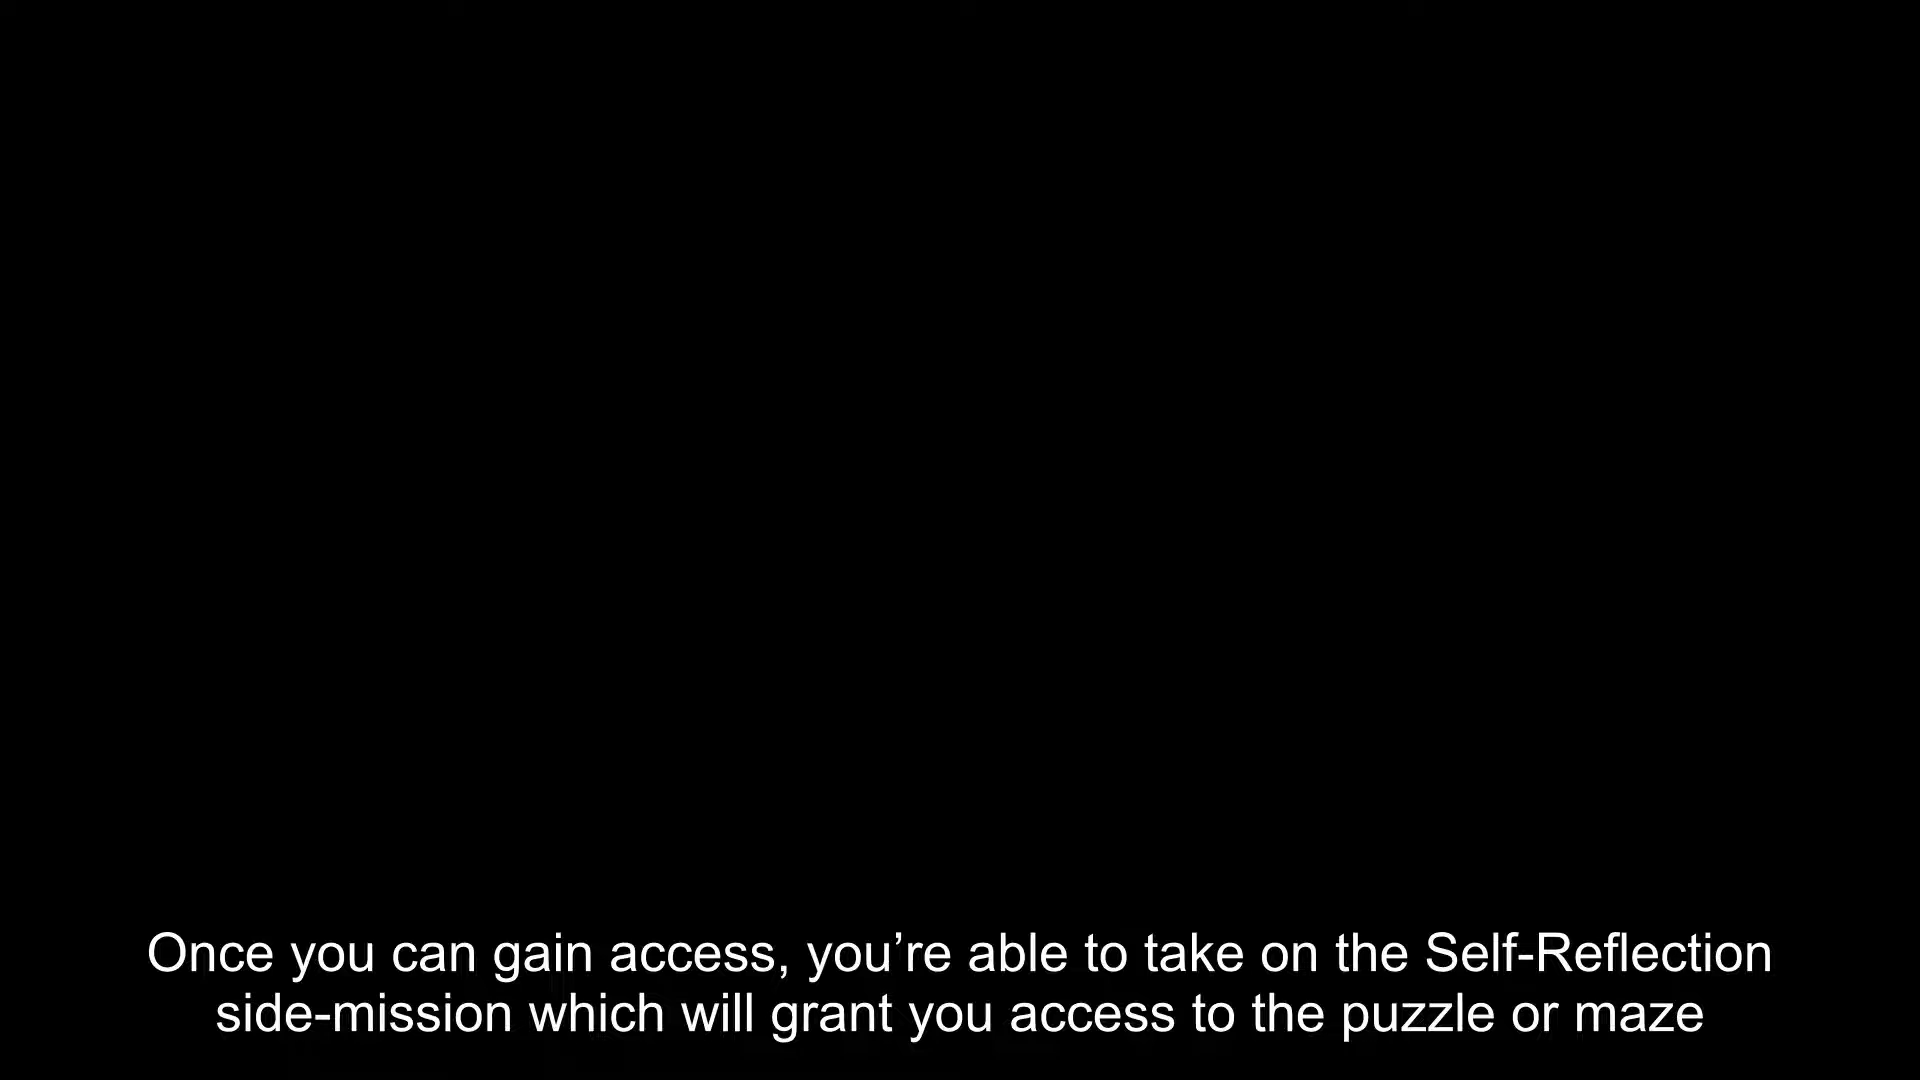 Once you can gain access, you’re able to take on the Self-Reflection
side-mission which will grant you access to the puzzle or maze